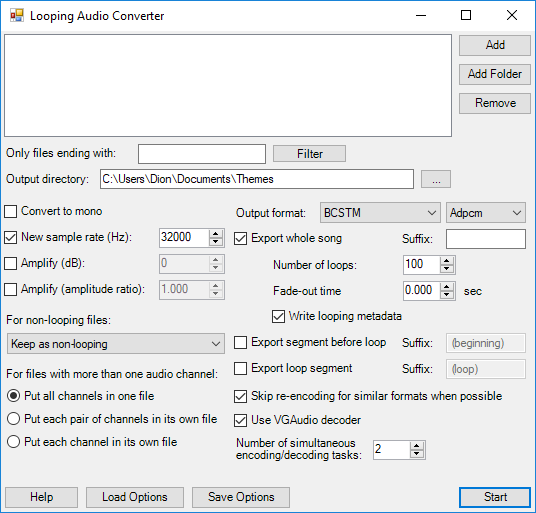 Looping Audio Converter
Add
Add Folder
Remove
Only files ending with:
Filter
Output directory: C:\Users\Dion\Documents\Themes ...
Convert to mono
Output format: BCSTM Adpcm
New sample rate (Hz): 32000
Export whole song Suffix:
Amplify (dB): 0
Number of loops: 100
Amplify (amplitude ratio): 1.000
Fade-out time 0.000 sec
Write looping metadata
For non-looping files:
Keep as non-looping
Export segment before loop Suffix: (beginning)
Export loop segment Suffix: (loop)
For files with more than one audio channel:
Put all channels in one file
Skip re-encoding for similar formats when possible
Put each pair of channels in its own file
Use VGAudio decoder
Put each channel in its own file
Number of simultaneous
encoding/decoding tasks: 2
Help
Load Options
Save Options
Start